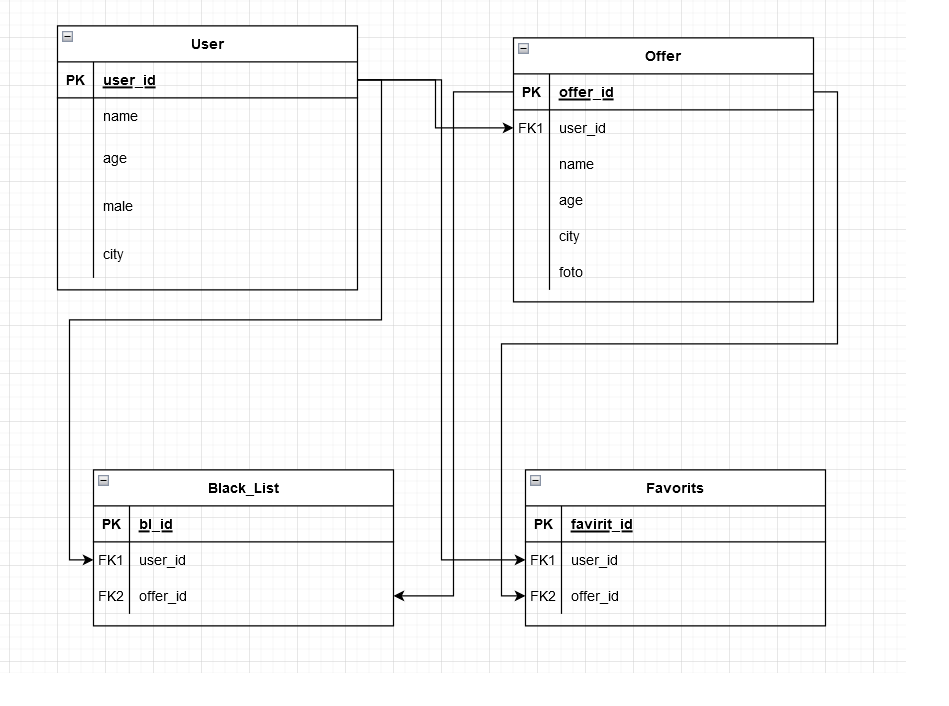 User
PK user_id
name
age
male
city
Offer
PK offer_id
FK1 user_id
name
age
city
foto
Black_List
PK bl_id
FK1 user_id
FK2 offer_id
Favorits
PK favirit_id
FK1 user_id
FK2 offer_id